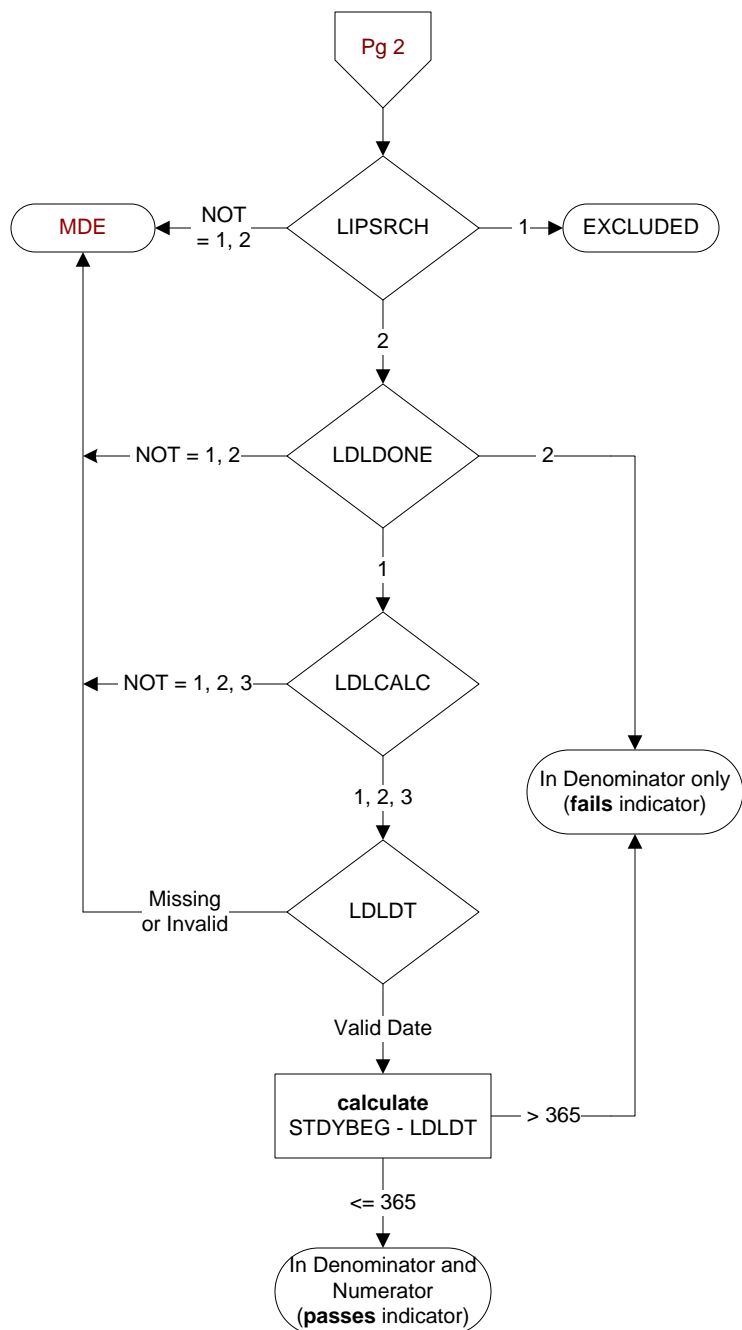 Pg 2
MDE
NOT
= 1, 2
LIPSRCH
1
EXCLUDED
2
NOT = 1, 2
LDLDONE
2
1
NOT = 1, 2, 3
LDLCALC
1, 2, 3
In Denominator only
(fails indicator)
Missing
or Invalid
LDLDT
Valid Date
calculate
STDYBEG - LDLDT
> 365
<= 365
In Denominator and
Numerator
(passes indicator)